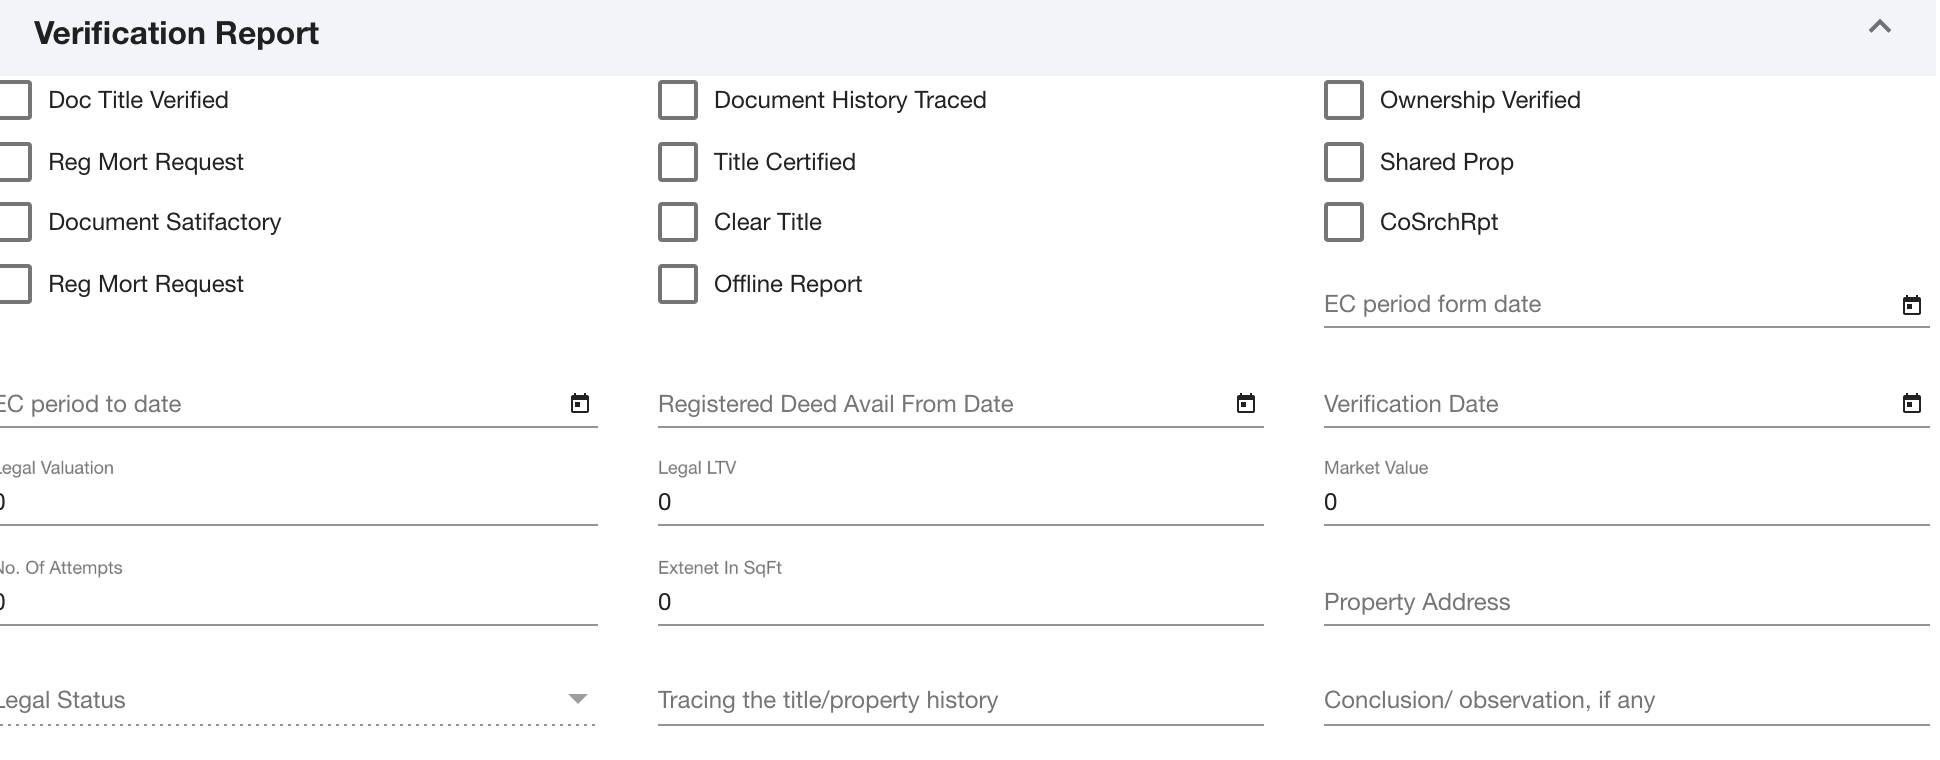 Verification Report
Doc Title Verified
Document History Traced
Ownership Verified
Reg Mort Request
Title Certified
Shared Prop
Document Satifactory
Clear Title
CoSrchRpt
Reg Mort Request
Offline Report
EC period form date
EC period to date
Registered Deed Avail From Date
Verification Date
Legal Valuation
Legal LTV
Market Value
0
0
0
No. Of Attempts
Extenet In SqFt
0
0
Property Address
Legal Status
Tracing the title/property history
Conclusion/ observation, if any